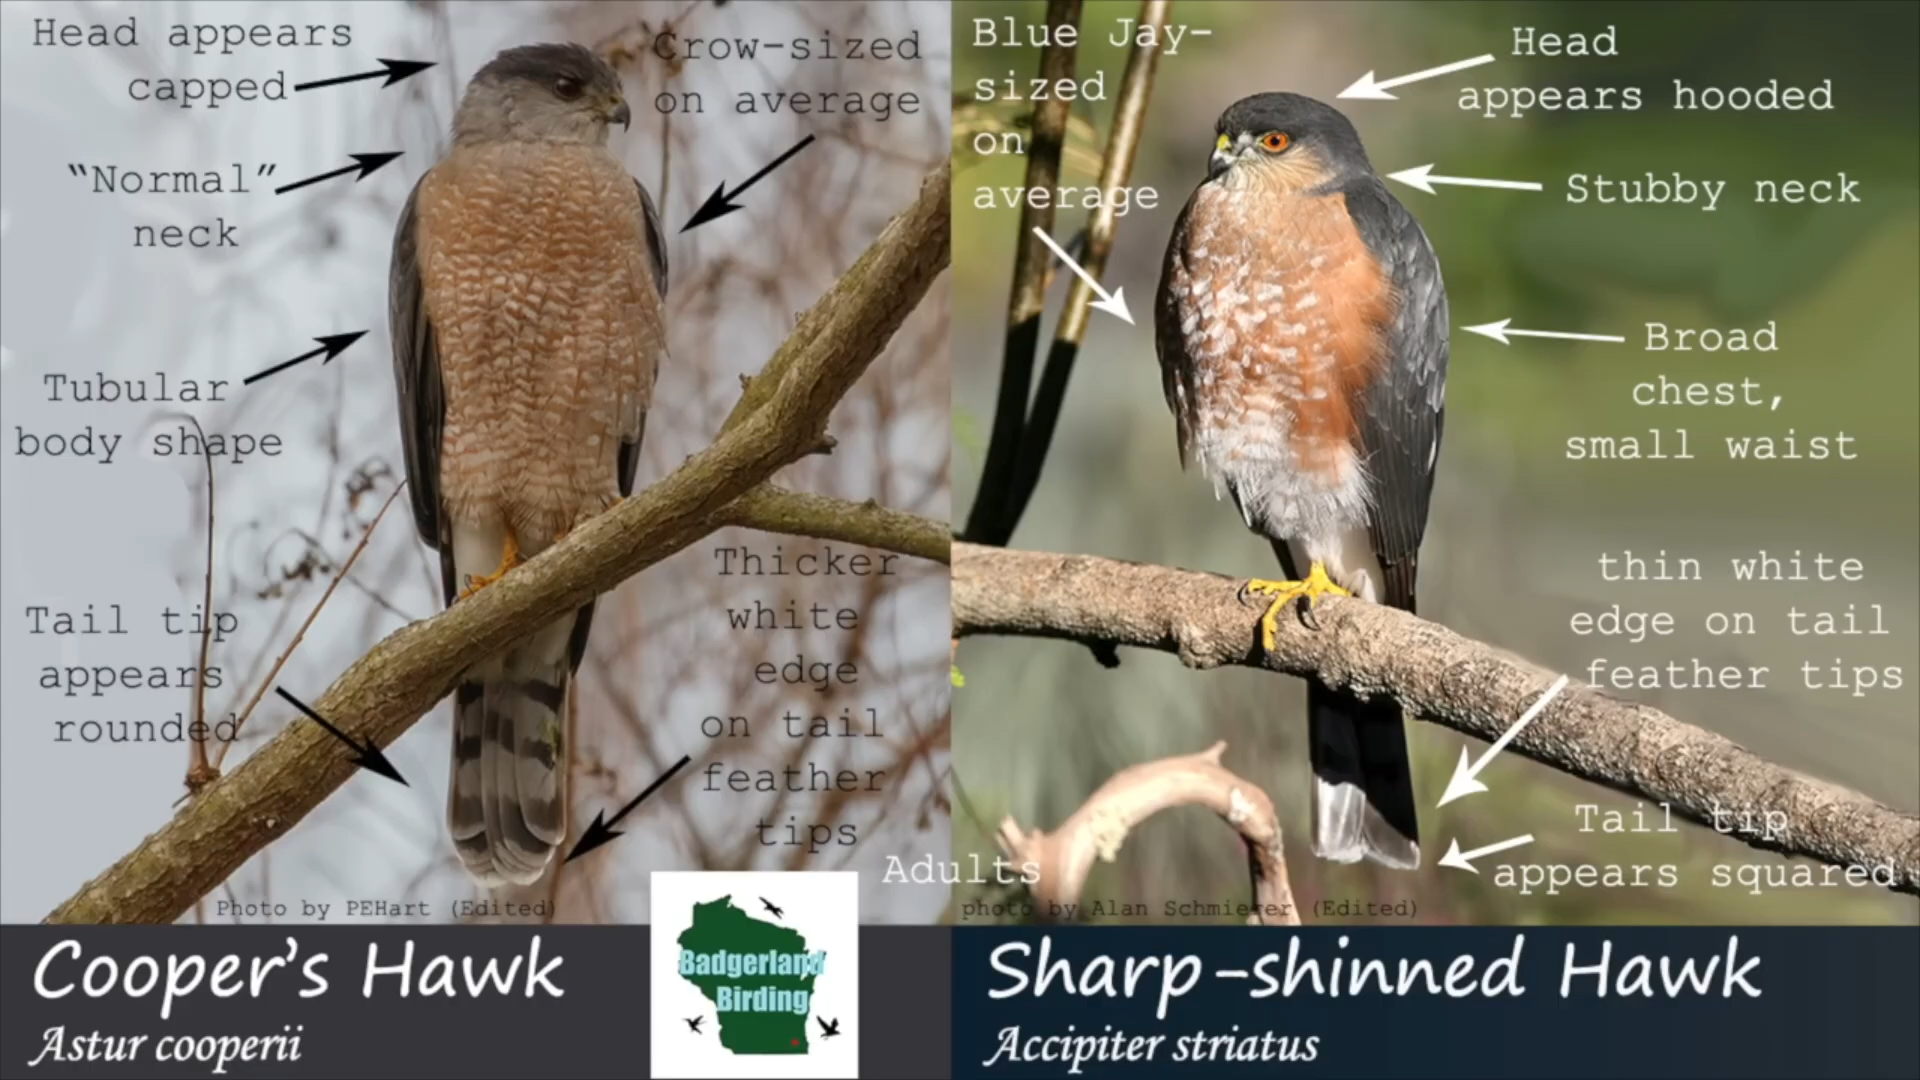 Head appears
capped
"Normal"
neck
Tubular
body shape
Tail tip
appears
rounded
Crow-sized
on average
Thicker
white
edge
on tail
feather
tips
Photo by PEHart (Edited)
Cooper's Hawk
Astur cooperii
Badgerland
Birding
Adults
Blue Jay-
sized
on
average
Head
appears hooded
Stubby neck
Broad
chest,
small waist
thin white
edge on tail
feather tips
Tail tip
appears squared
photo by Alan Schmierer (Edited)
Sharp-shinned Hawk
Accipiter striatus